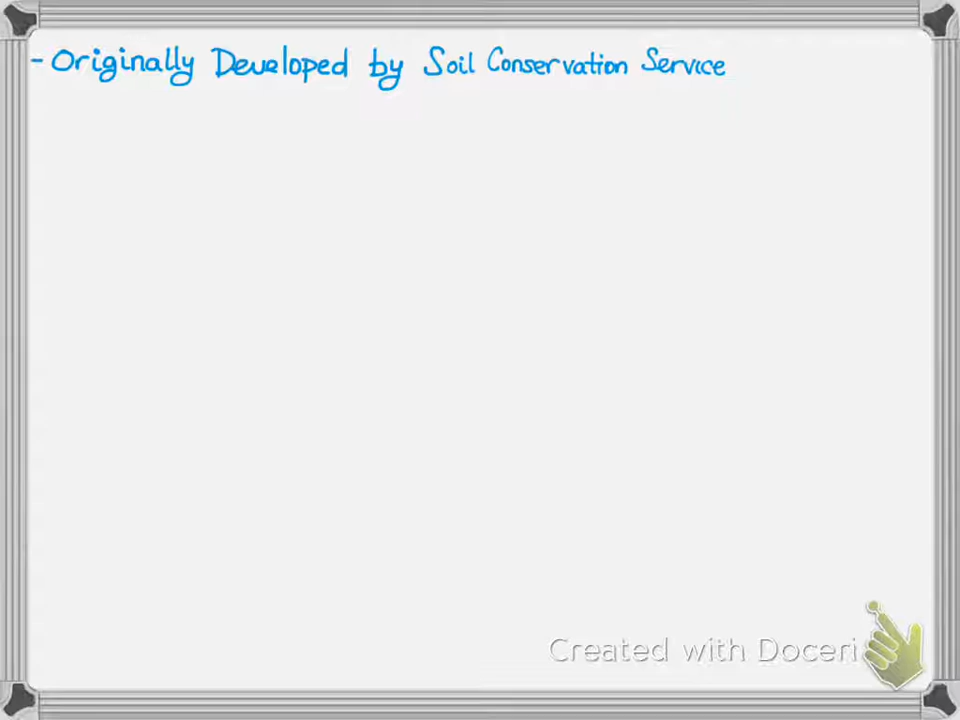 - Originally Developed by Soil Conservation Service
Created with Doceri